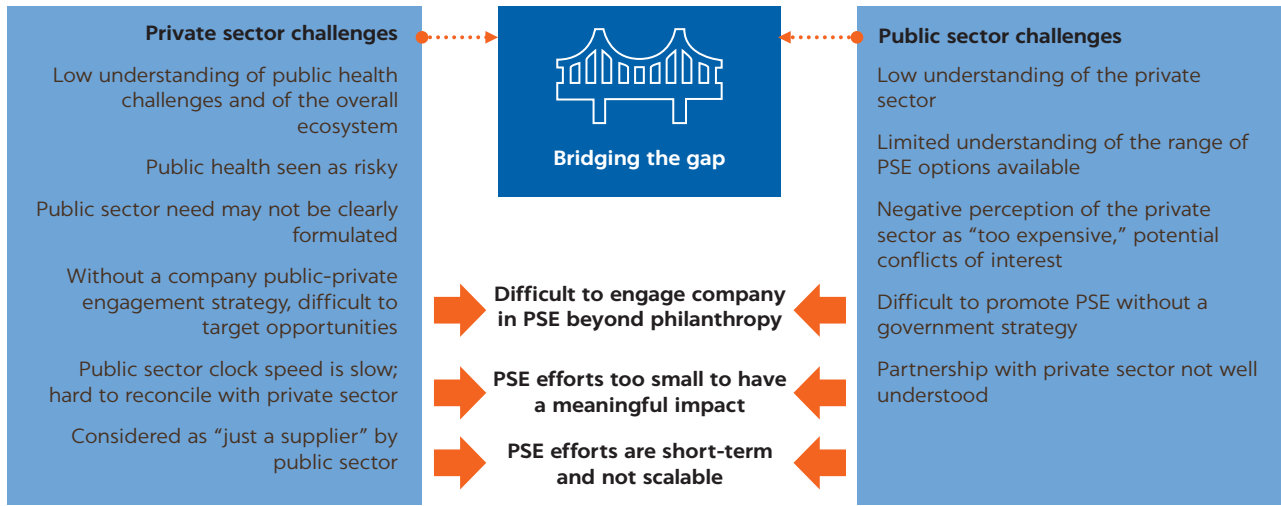 Private sector challenges
Low understanding of public health
challenges and of the overall
ecosystem
Public health seen as risky
Public sector need may not be clearly
formulated
Without a company public-private
engagement strategy, difficult to
target opportunities
Public sector clock speed is slow;
hard to reconcile with private sector
Considered as “just a supplier” by
public sector
Bridging the gap
Difficult to engage company
in PSE beyond philanthropy
PSE efforts too small to have
a meaningful impact
PSE efforts are short-term
and not scalable
Public sector challenges
Low understanding of the private
sector
Limited understanding of the range of
PSE options available
Negative perception of the private
sector as “too expensive,” potential
conflicts of interest
Difficult to promote PSE without a
government strategy
Partnership with private sector not well
understood